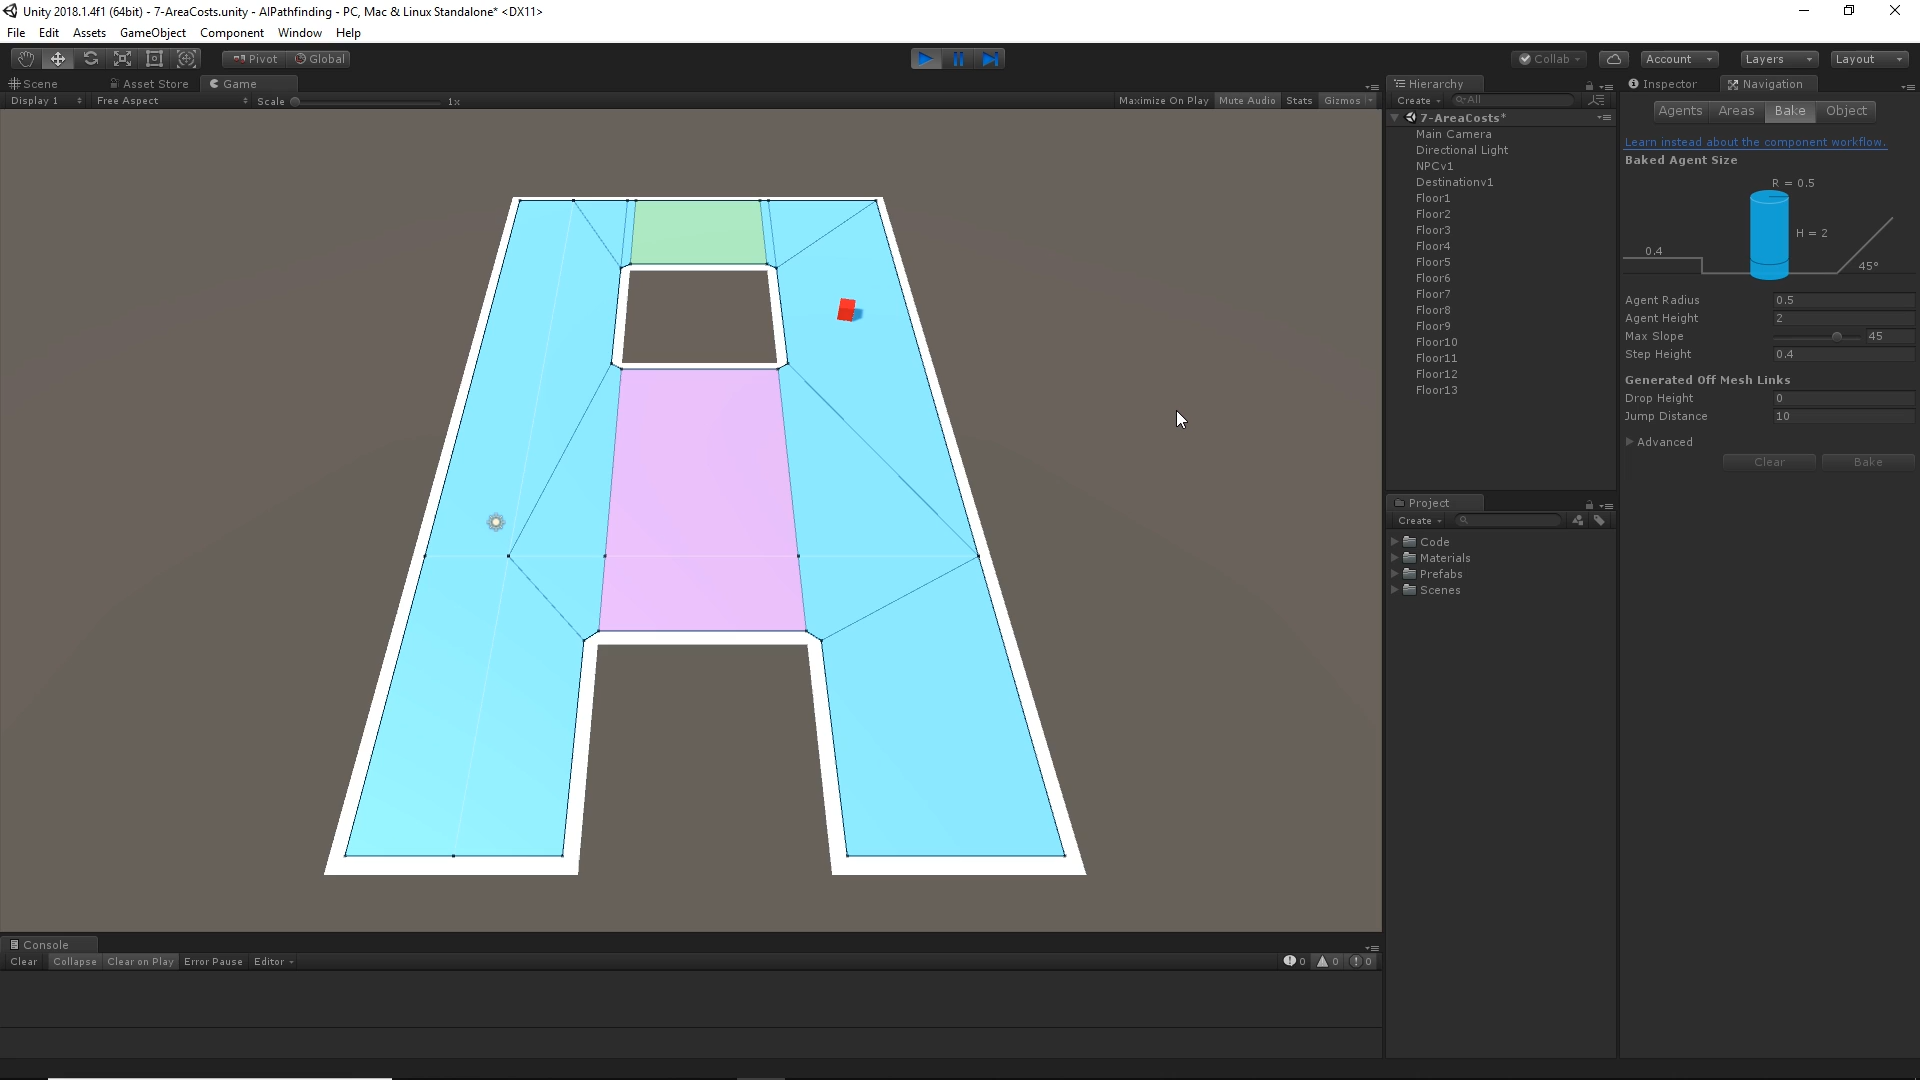 Unity 2018.1.4f1 (64bit) - 7-AreaCosts.unity - AIPathfinding - PC, Mac & Linux Standalone* <DX11>
File Edit Assets GameObject Component Window Help
Pivot Global Collab Account Layers Layout
Scene Asset Store Game
Display 1 Free Aspect Scale 1x Maximize On Play Mute Audio Stats Gizmos
Hierarchy
Create All
7-AreaCosts*
Main Camera
Directional Light
NPCv1
Destinationv1
Floor1
Floor2
Floor3
Floor4
Floor5
Floor6
Floor7
Floor8
Floor9
Floor10
Floor11
Floor12
Floor13
Project
Create
Code
Materials
Prefabs
Scenes
Inspector Navigation
Agents Areas Bake Object
Learn instead about the component workflow.
Baked Agent Size
R = 0.5
H = 2
0.4
45°
Agent Radius 0.5
Agent Height 2
Max Slope 45
Step Height 0.4
Generated Off Mesh Links
Drop Height 0
Jump Distance 10
Advanced
Clear Bake
Console
Clear Collapse Clear on Play Error Pause Editor 0 0 0